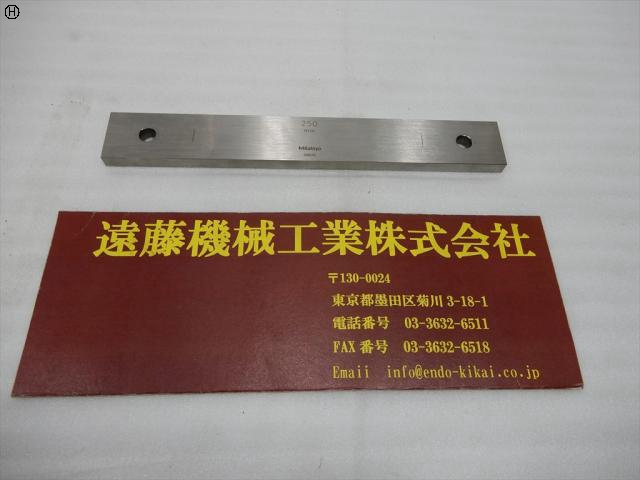 H
250
Mitutoyo
遠藤機械工業株式会社
〒130-0024
東京都墨田区菊川 3-18-1
電話番号 03-3632-6511
FAX 番号 03-3632-6518
Emaii info@endo-kikai.co.jp